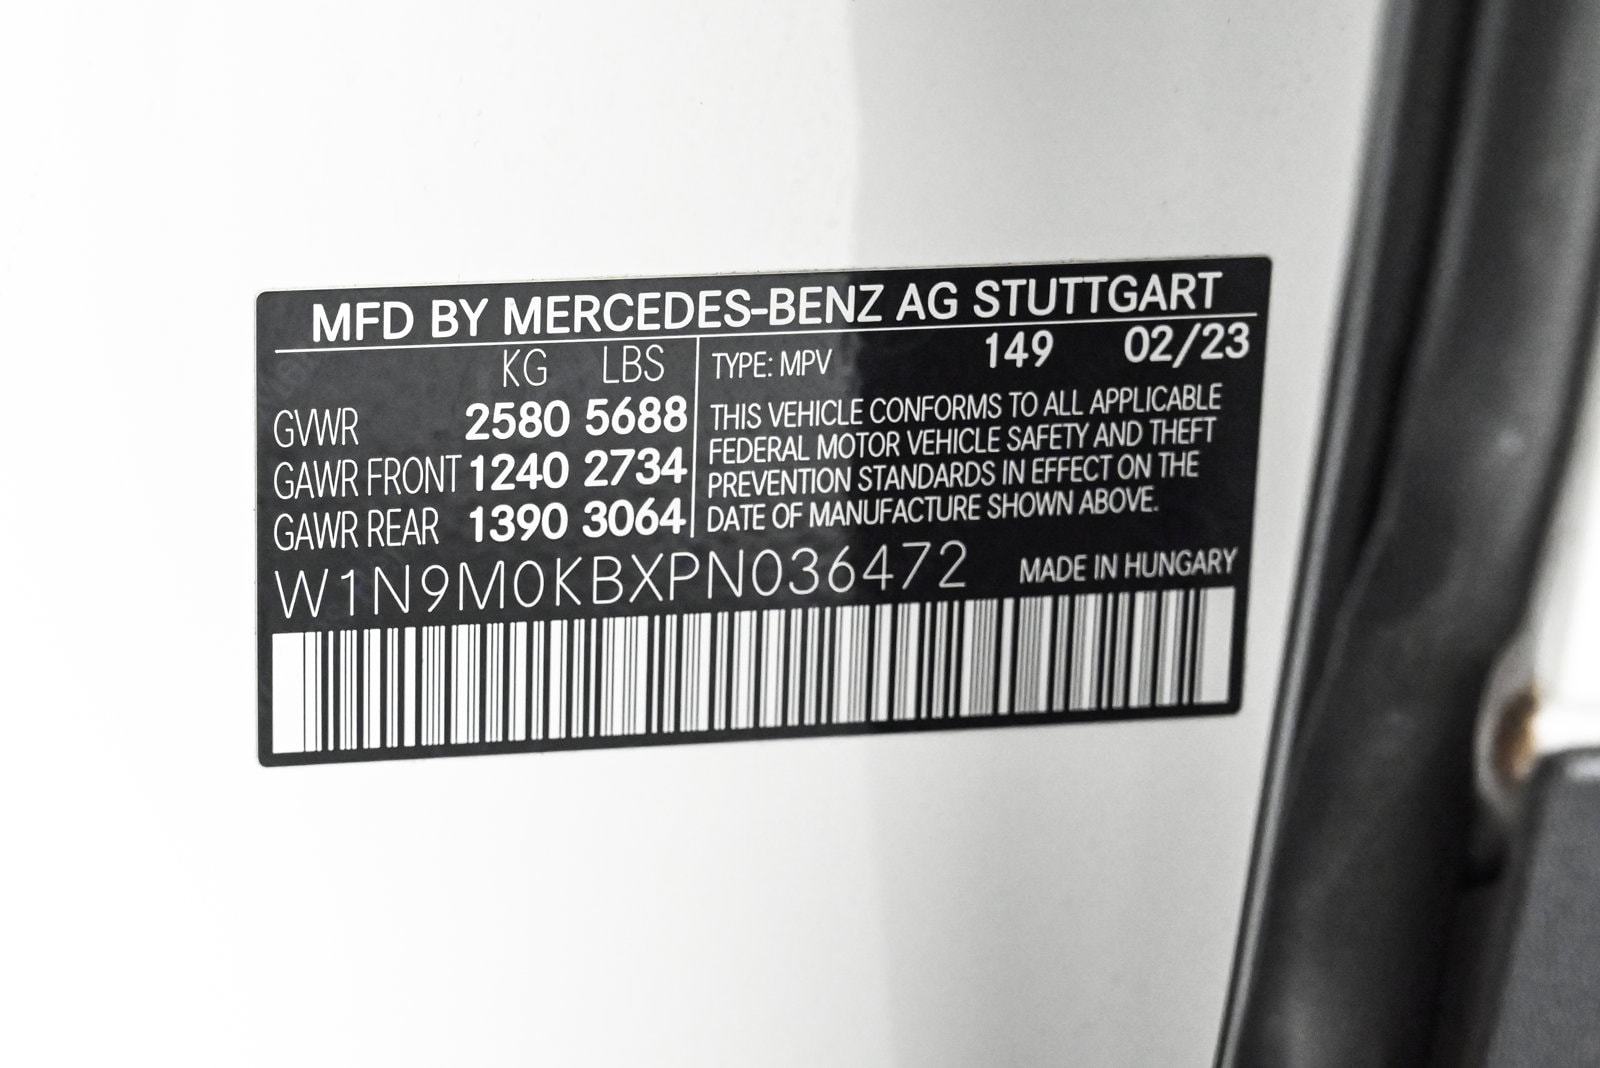 MFD BY MERCEDES-BENZ AG STUTTGART
KG LBS
GVWR 2580 5688
GAWR FRONT 1240 2734
GAWR REAR 1390 3064
TYPE: MPV 149 02/23
THIS VEHICLE CONFORMS TO ALL APPLICABLE
FEDERAL MOTOR VEHICLE SAFETY AND THEFT
PREVENTION STANDARDS IN EFFECT ON THE
DATE OF MANUFACTURE SHOWN ABOVE.
W1N9M0KBXPN036472 MADE IN HUNGARY